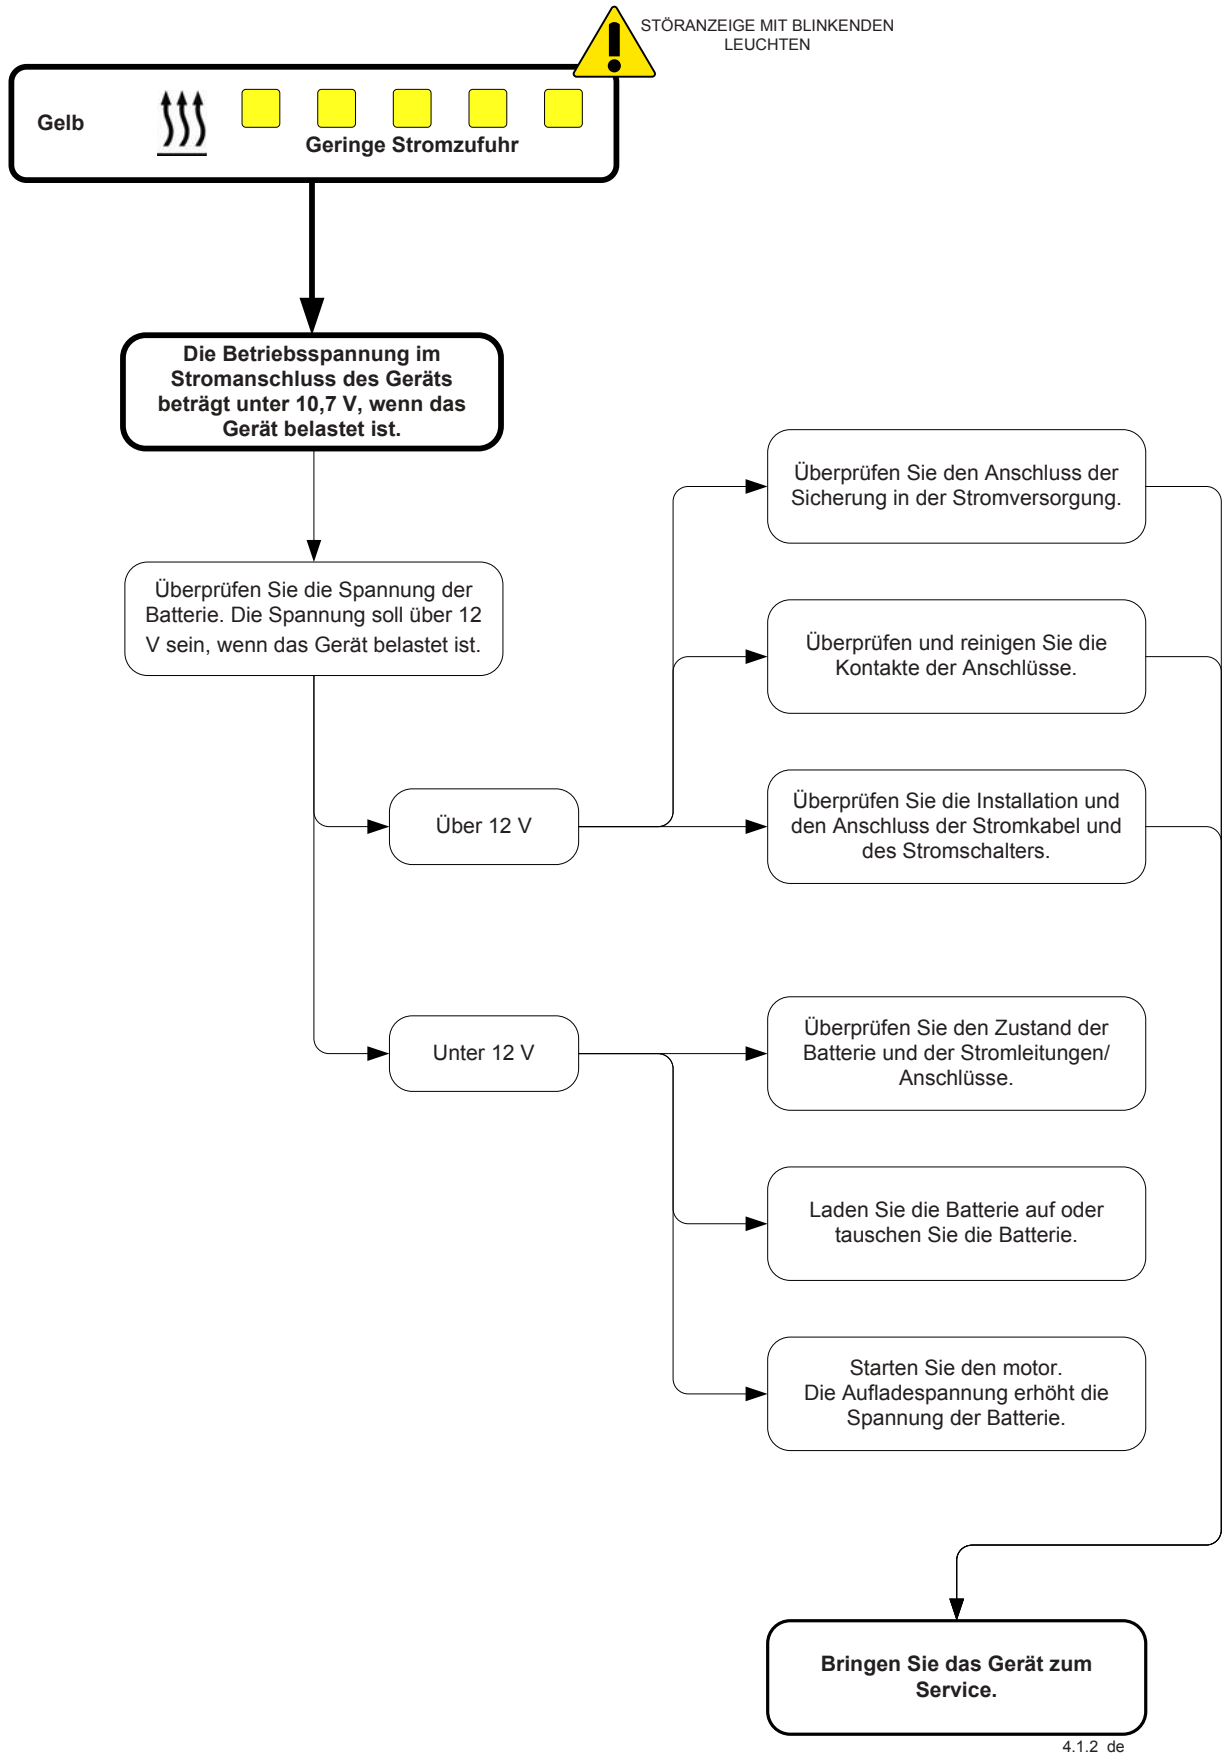 STÖRANZEIGE MIT BLINKENDEN
LEUCHTEN
Gelb
Geringe Stromzufuhr
Die Betriebsspannung im
Stromanschluss des Geräts
beträgt unter 10,7 V, wenn das
Gerät belastet ist.
Überprüfen Sie die Spannung der
Batterie. Die Spannung soll über 12
V sein, wenn das Gerät belastet ist.
Über 12 V
Überprüfen Sie den Anschluss der
Sicherung in der Stromversorgung.
Überprüfen und reinigen Sie die
Kontakte der Anschlüsse.
Überprüfen Sie die Installation und
den Anschluss der Stromkabel und
des Stromschalters.
Unter 12 V
Überprüfen Sie den Zustand der
Batterie und der Stromleitungen/
Anschlüsse.
Laden Sie die Batterie auf oder
tauschen Sie die Batterie.
Starten Sie den motor.
Die Aufladespannung erhöht die
Spannung der Batterie.
Bringen Sie das Gerät zum
Service.
4.1.2_de